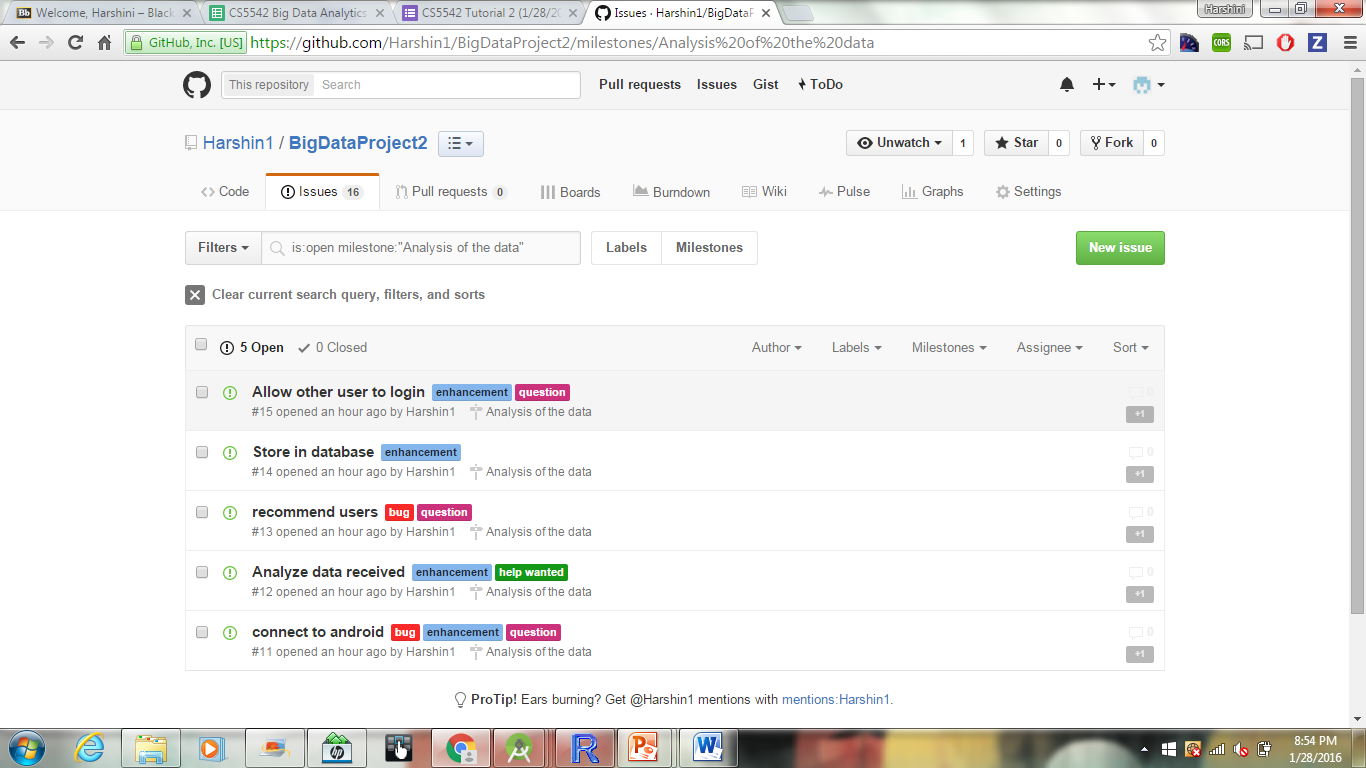 Bb Welcome, Harshini – Black
CS5542 Big Data Analytics
CS5542 Tutorial 2 (1/28/20
Issues · Harshin1/BigDataP
Harshini
GitHub, Inc. [US] https://github.com/Harshin1/BigDataProject2/milestones/Analysis%20of%20the%20data
CORS
Z
This repository Search Pull requests Issues Gist ToDo
Harshin1 / BigDataProject2 Unwatch 1 Star 0 Fork 0
Code Issues 16 Pull requests 0 Boards Burndown Wiki Pulse Graphs Settings
Filters is:open milestone:"Analysis of the data" Labels Milestones New issue
Clear current search query, filters, and sorts
5 Open 0 Closed Author Labels Milestones Assignee Sort
Allow other user to login enhancement question 0
#15 opened an hour ago by Harshin1 Analysis of the data +1
Store in database enhancement 0
#14 opened an hour ago by Harshin1 Analysis of the data +1
recommend users bug question 0
#13 opened an hour ago by Harshin1 Analysis of the data +1
Analyze data received enhancement help wanted 0
#12 opened an hour ago by Harshin1 Analysis of the data +1
connect to android bug enhancement question 0
#11 opened an hour ago by Harshin1 Analysis of the data +1
ProTip! Ears burning? Get @Harshin1 mentions with mentions:Harshin1.
8:54 PM
1/28/2016